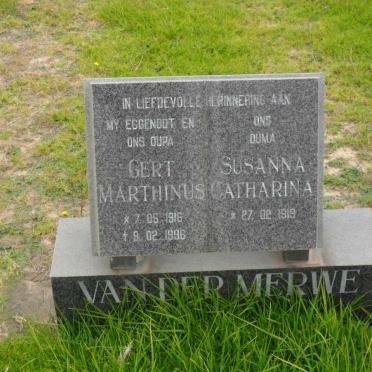 IN LIEFDEVOLLE HERINNERING AAN
MY EGGENOOT EN
ONS OUPA
GERT
MARTHINUS
* 7.05.1916
† 9.02.1996
ONS
OUMA
SUSANNA
CATHARINA
* 27.02.1919
VAN DER MERWE